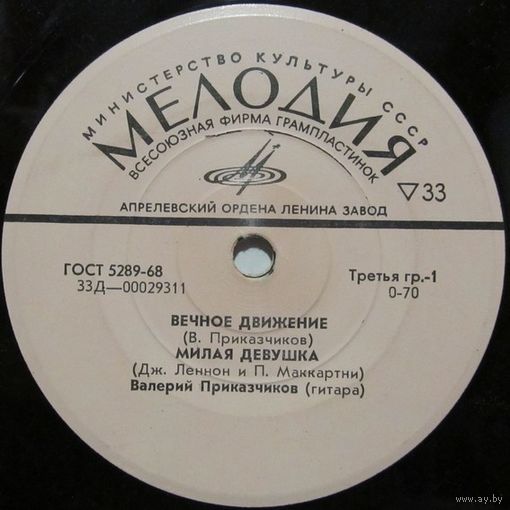 МИНИСТЕРСТВО КУЛЬТУРЫ СССР
МЕЛОДИЯ
ВСЕСОЮЗНАЯ ФИРМА ГРАМПЛАСТИНОК
▽33
АПРЕЛЕВСКИЙ ОРДЕНА ЛЕНИНА ЗАВОД
ГОСТ 5289-68
33Д—00029311
Третья гр.-1
0-70
ВЕЧНОЕ ДВИЖЕНИЕ
(В. Приказчиков)
МИЛАЯ ДЕВУШКА
(Дж. Леннон и П. Маккартни)
Валерий Приказчиков (гитара)
www.ay.by